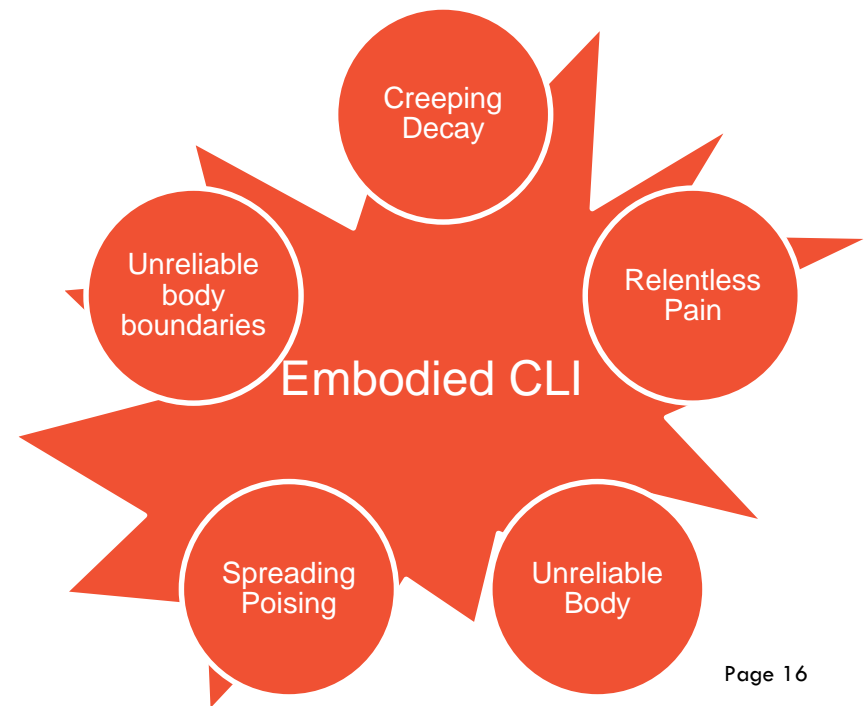 Creeping
Decay
Unreliable
body
boundaries
Relentless
Pain
Embodied CLI
Spreading
Poising
Unreliable
Body
Page 16